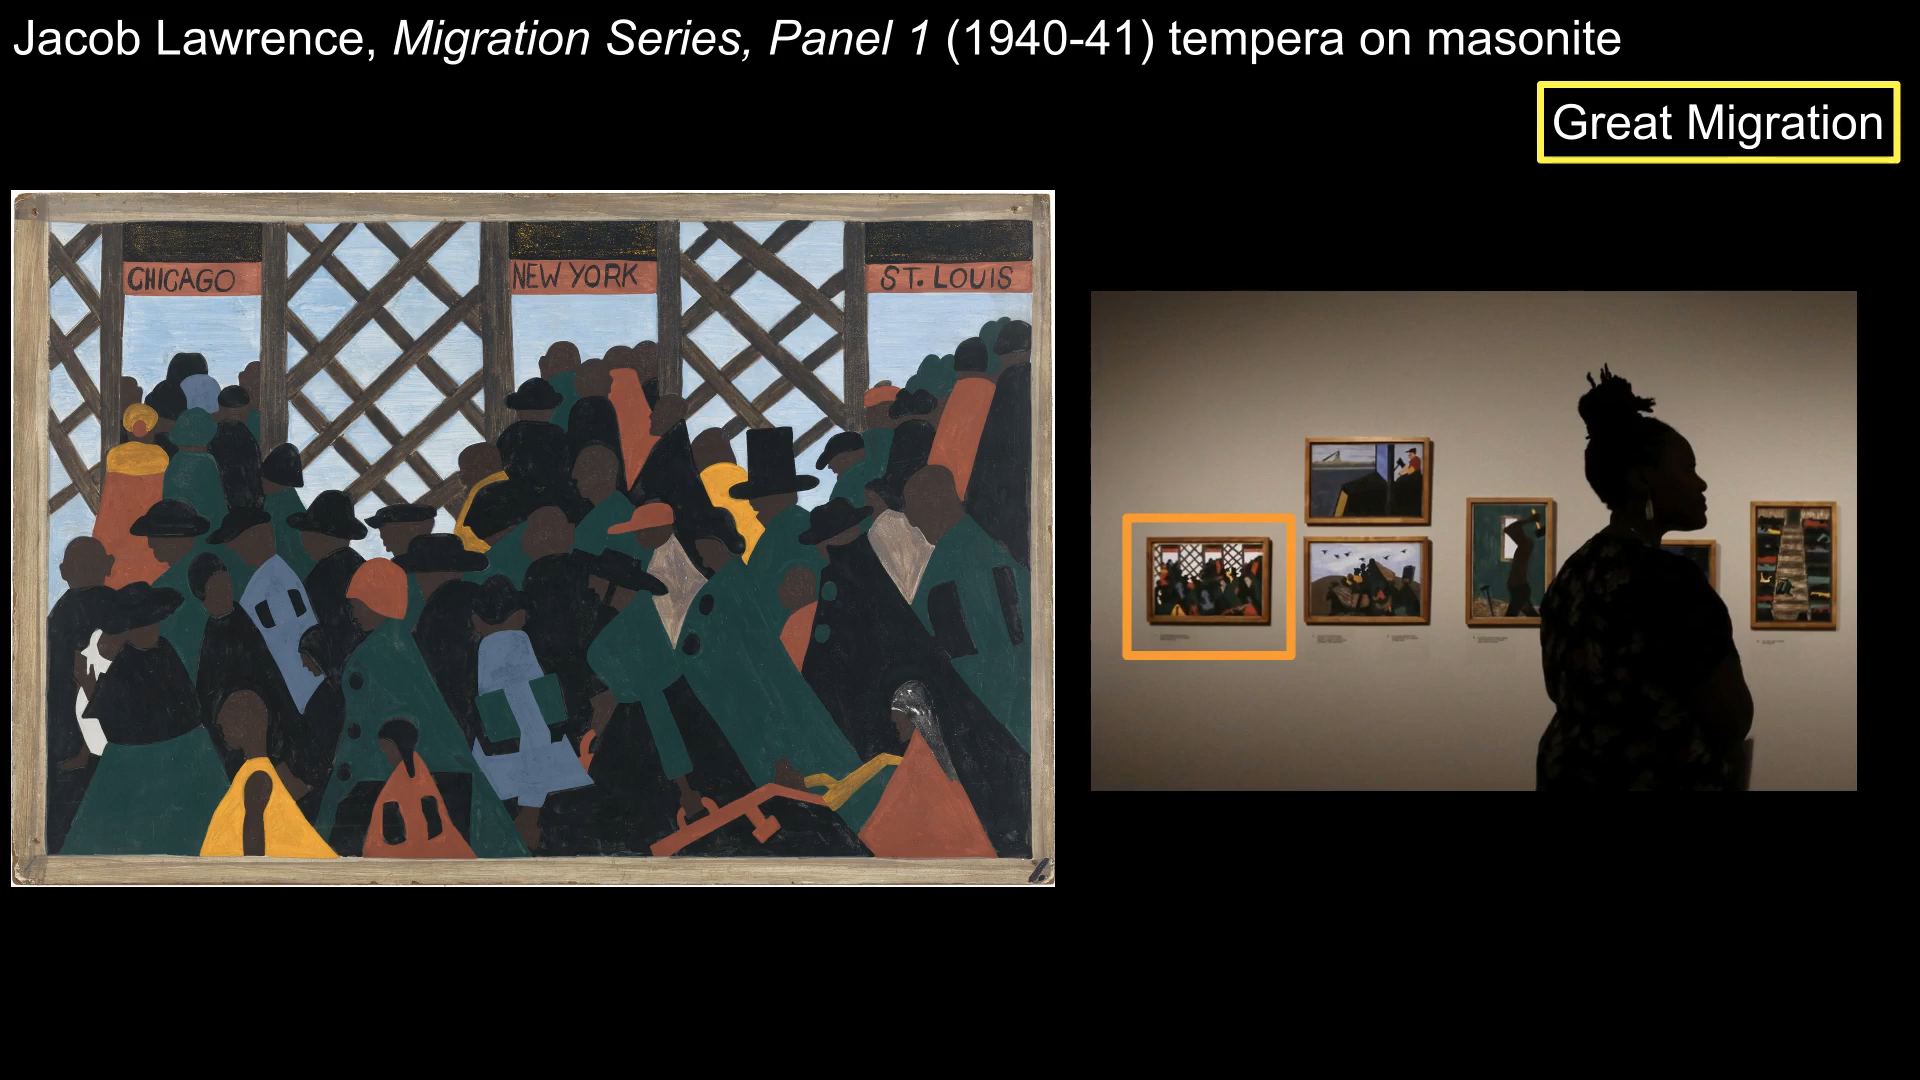 Jacob Lawrence, Migration Series, Panel 1 (1940-41) tempera on masonite
Great Migration
CHICAGO
NEW YORK
ST. LOUIS